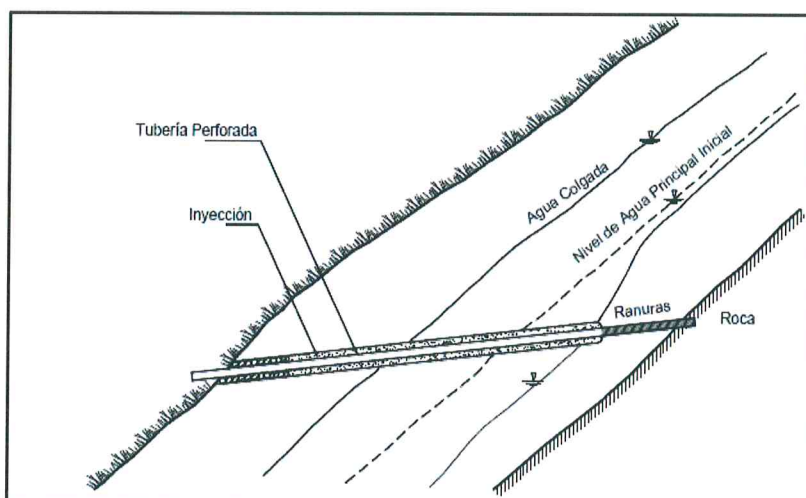 Tubería Perforada
Inyección
Agua Colgada
Nivel de Agua Principal Inicial
Ranuras
Roca